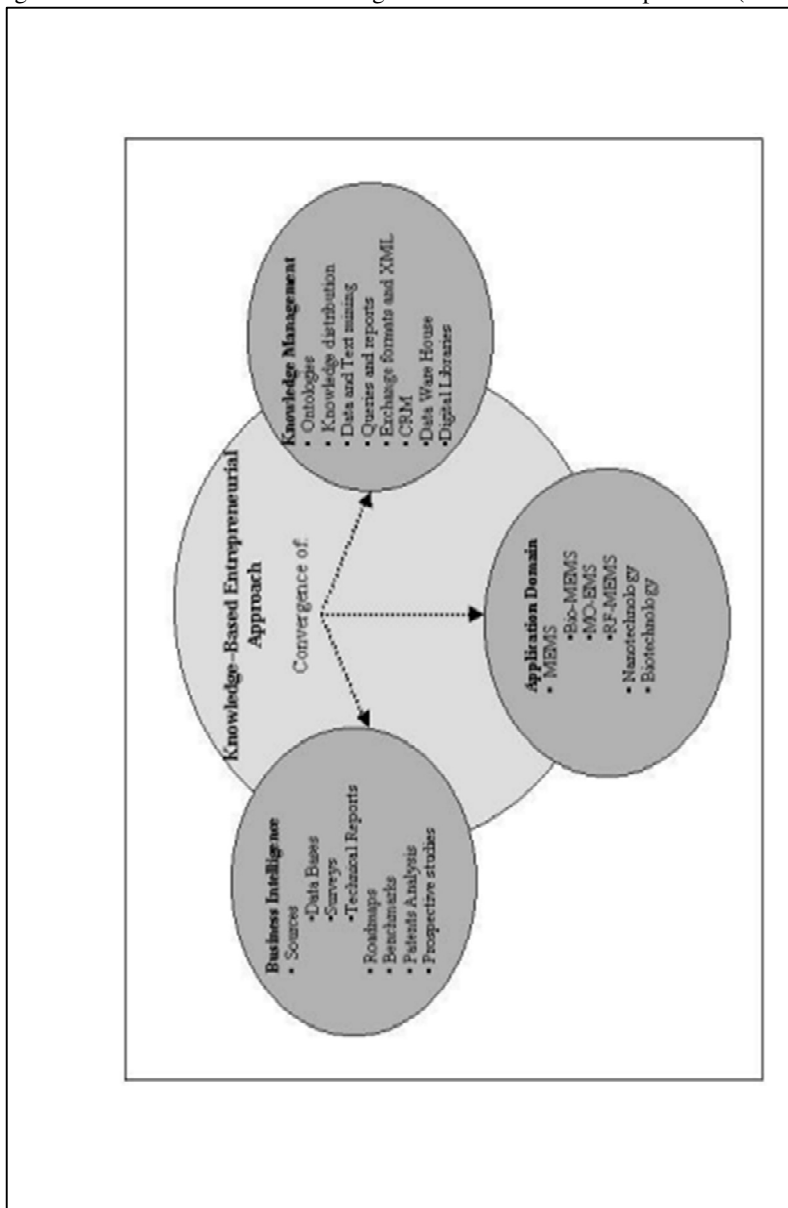 Knowledge-Based Entrepreneurial
Approach
Convergence of:
Business Intelligence
• Sources
•Data Bases
•Surveys
•Technical Reports
• Roadmaps
• Benchmarks
• Patents Analysis
• Prospective studies
Application Domain
• MEMS
•Bio-MEMS
•MO-EMS
•RF-MEMS
• Nanotechnology
• Biotechnology
Knowledge Management
• Ontologies
• Knowledge distribution
• Data and Text mining
• Queries and reports
• Exchange formats and XML
• CRM
•Data Ware House
•Digital Libraries